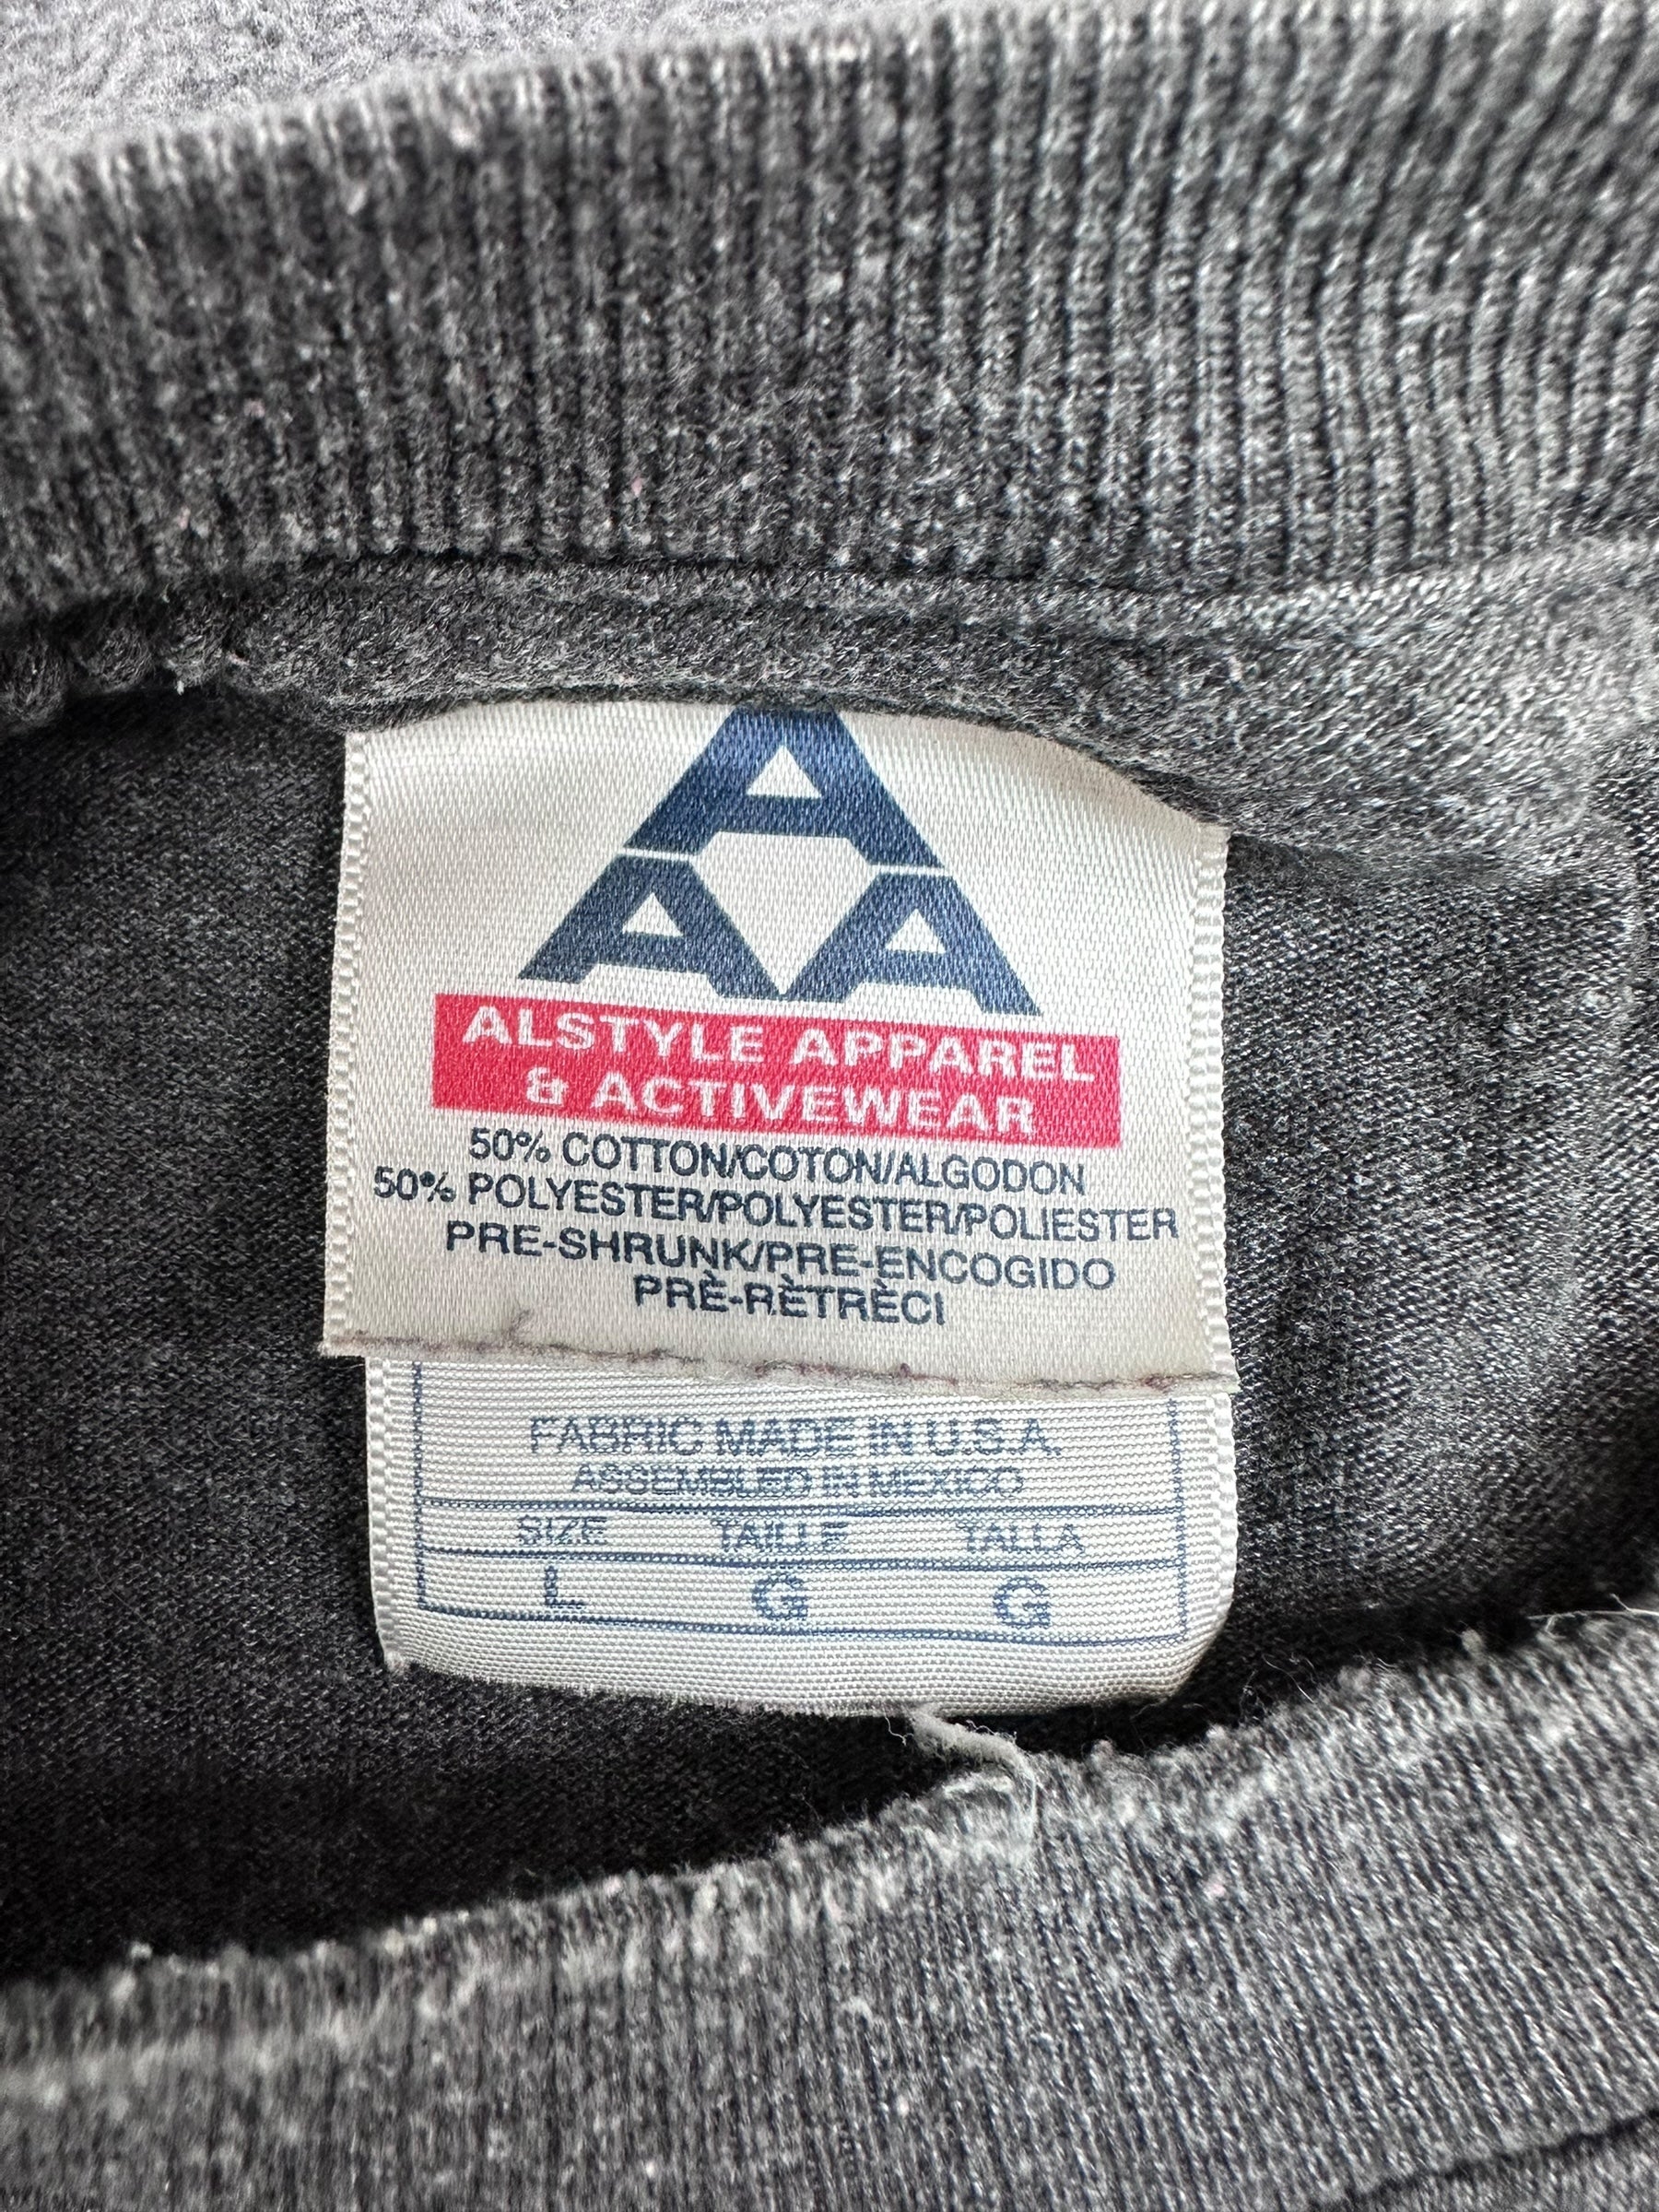 A
A A
ALSTYLE APPAREL
& ACTIVEWEAR
50% COTTON/COTON/ALGODON
50% POLYESTER/POLYESTER/POLIESTER
PRE-SHRUNK/PRE-ENCOGIDO
PRÈ-RÈTRÈCI
FABRIC MADE IN U.S.A.
ASSEMBLED IN MEXICO
SIZE TAILLE TALLA
L G G